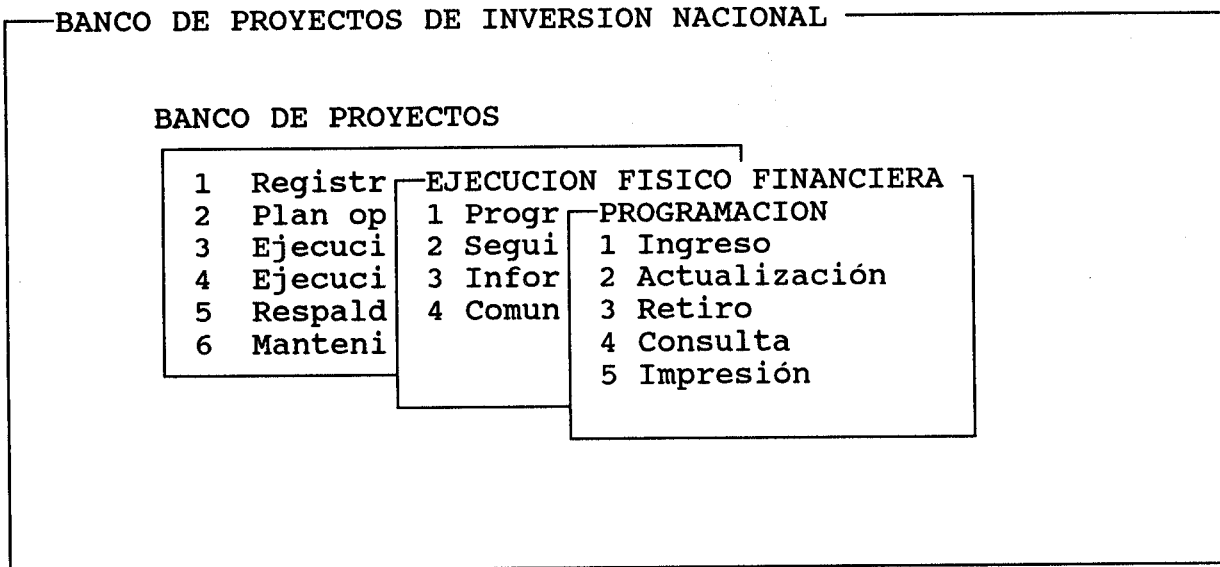 BANCO DE PROYECTOS DE INVERSION NACIONAL
BANCO DE PROYECTOS
1 Registr
2 Plan op
3 Ejecuci
4 Ejecuci
5 Respald
6 Manteni
EJECUCION FISICO FINANCIERA
1 Progr
2 Segui
3 Infor
4 Comun
PROGRAMACION
1 Ingreso
2 Actualización
3 Retiro
4 Consulta
5 Impresión